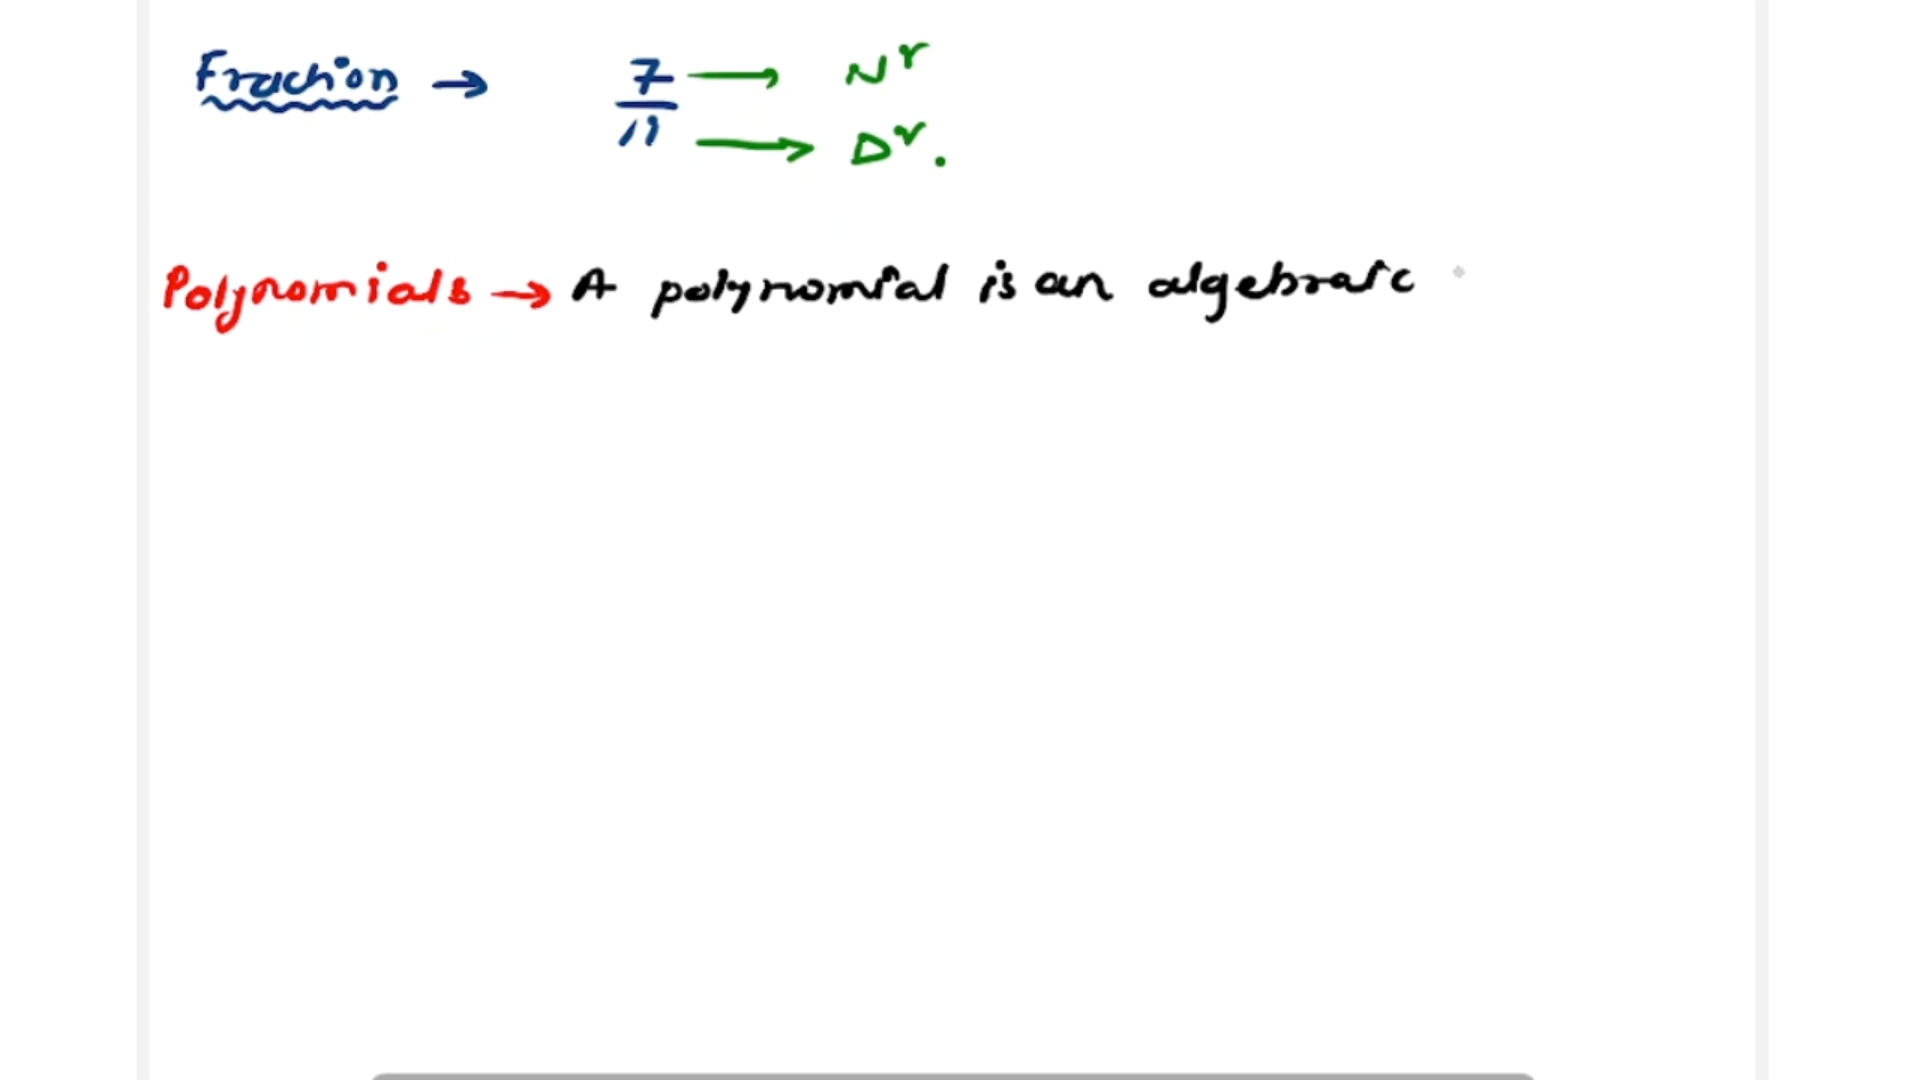 Fraction → 7/11 → Nʳ
→ Dʳ.
Polynomials → A polynomial is an algebraic